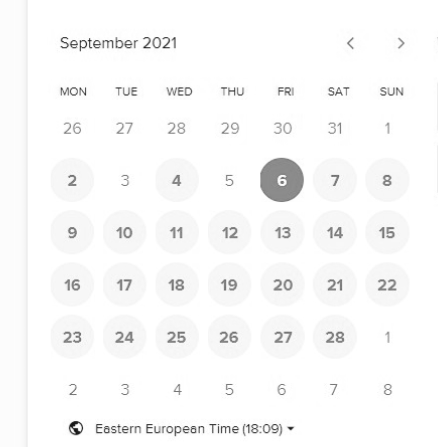 September 2021
MON TUE WED THU FRI SAT SUN
26 27 28 29 30 31 1
2 3 4 5 6 7 8
9 10 11 12 13 14 15
16 17 18 19 20 21 22
23 24 25 26 27 28 1
2 3 4 5 6 7 8
Eastern European Time (18:09)